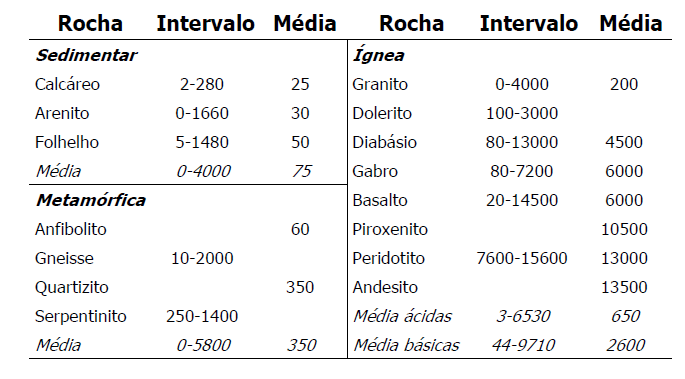 Rocha Intervalo Média
Sedimentar
Calcáreo 2-280 25
Arenito 0-1660 30
Folhelho 5-1480 50
Média 0-4000 75
Metamórfica
Anfibolito 60
Gneisse 10-2000
Quartizito 350
Serpentinito 250-1400
Média 0-5800 350
Rocha Intervalo Média
Ígnea
Granito 0-4000 200
Dolerito 100-3000
Diabásio 80-13000 4500
Gabro 80-7200 6000
Basalto 20-14500 6000
Piroxenito 10500
Peridotito 7600-15600 13000
Andesito 13500
Média ácidas 3-6530 650
Média básicas 44-9710 2600